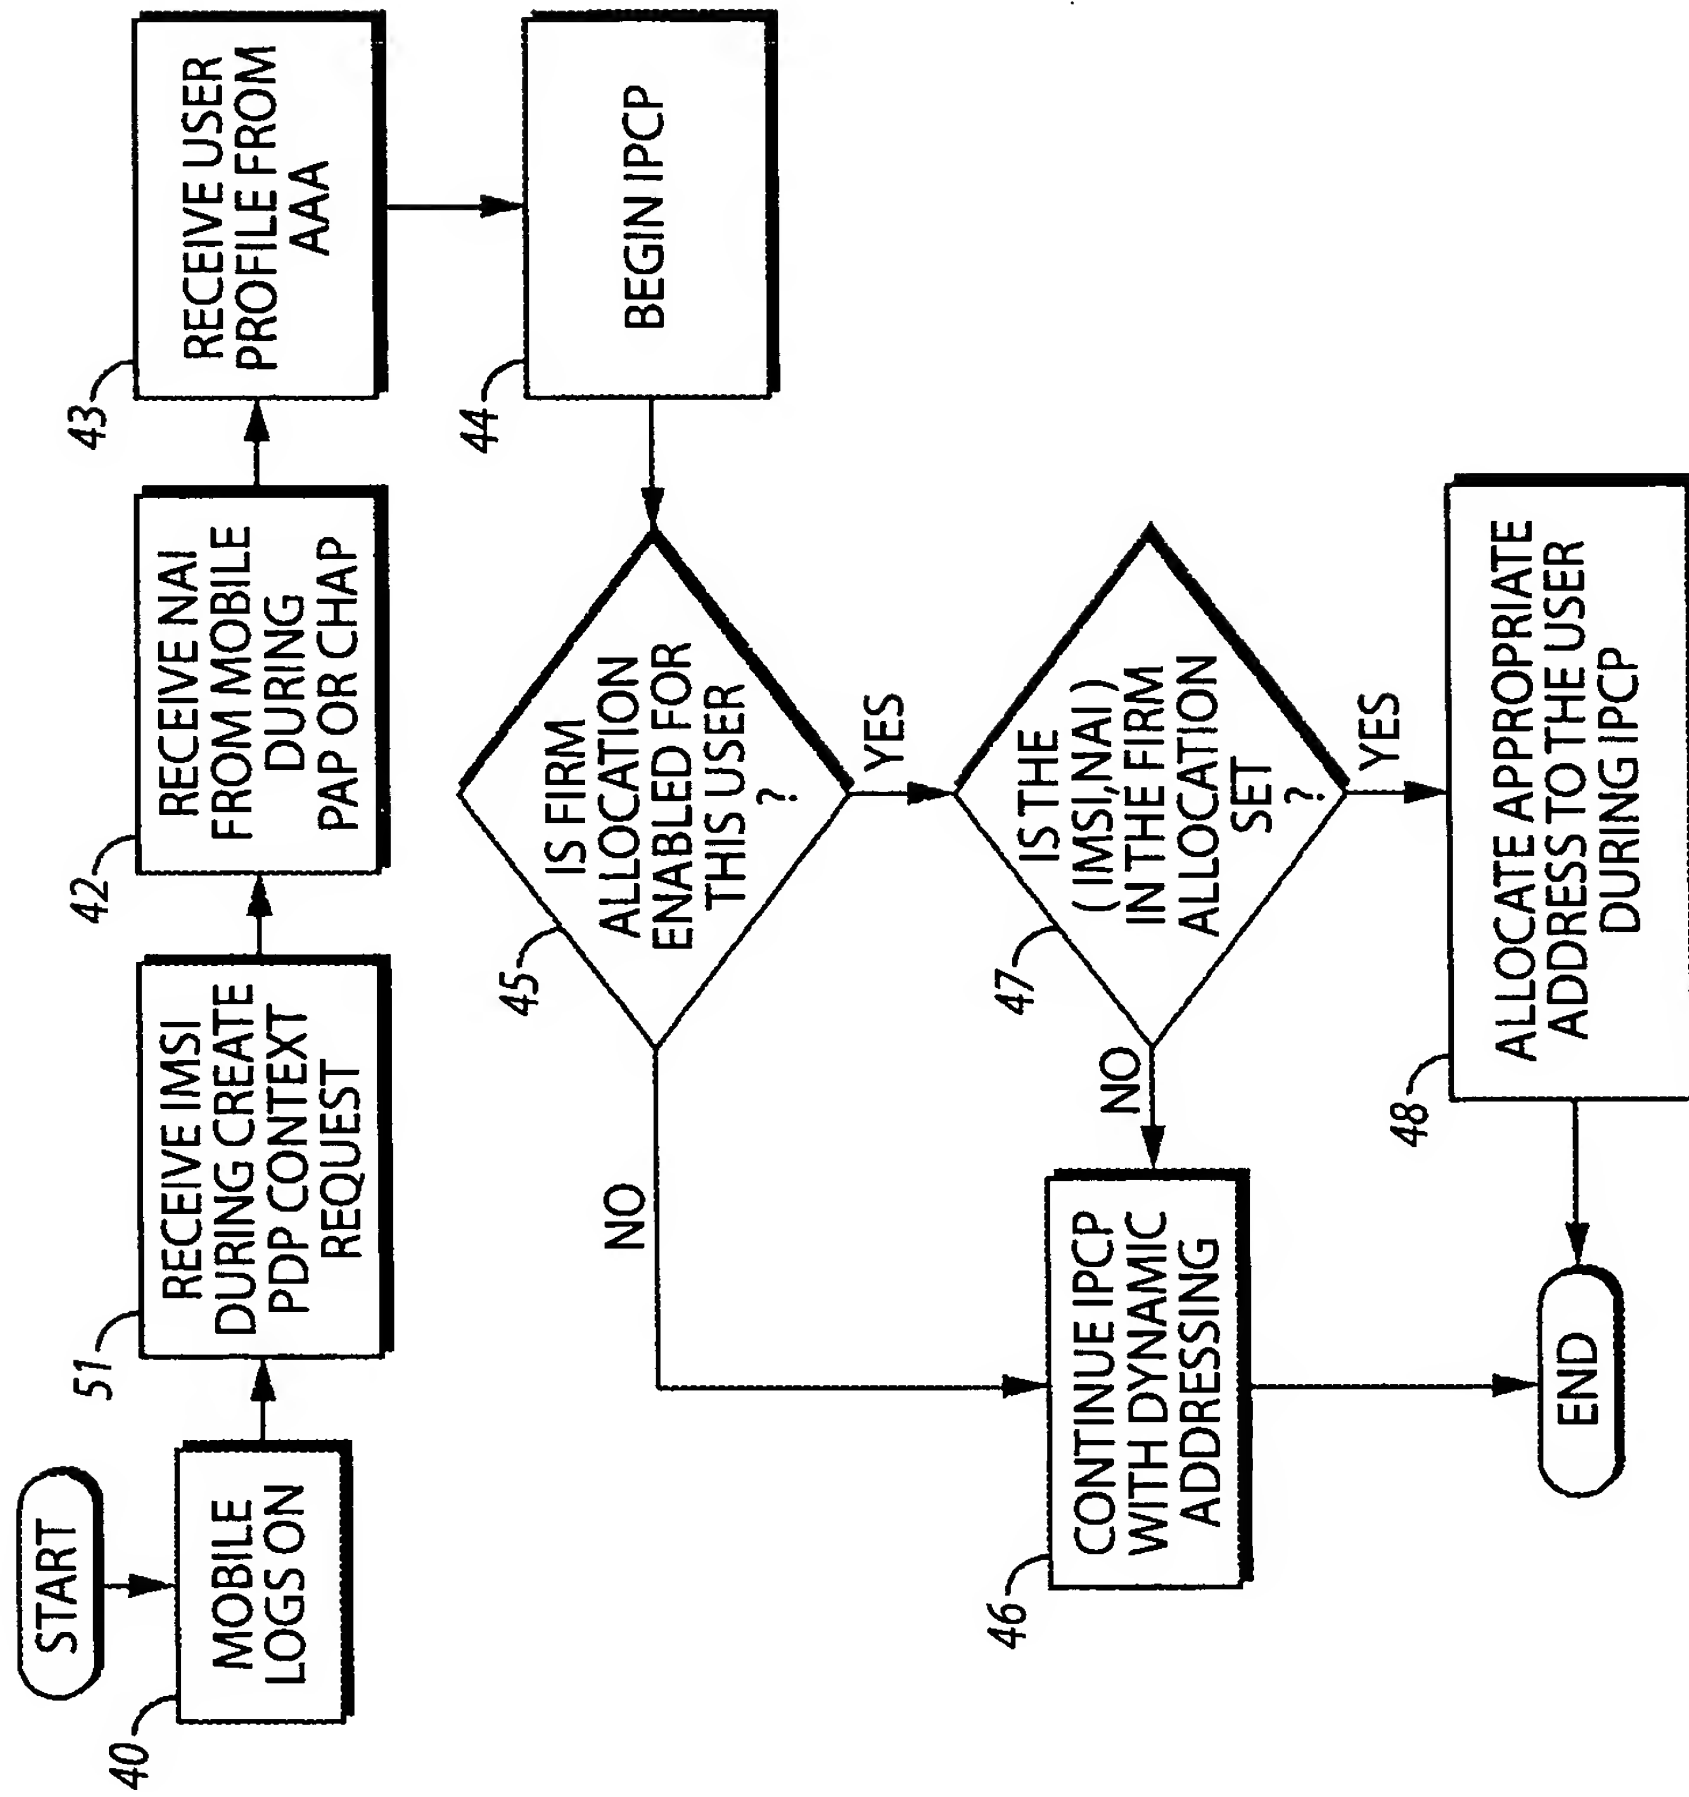 START
40
MOBILE
LOGS ON
51
RECEIVE IMSI
DURING CREATE
PDP CONTEXT
REQUEST
42
RECEIVE NAI
FROM MOBILE
DURING
PAP OR CHAP
43
RECEIVE USER
PROFILE FROM
AAA
44
BEGIN IPCP
45
IS FIRM
ALLOCATION
ENABLED FOR
THIS USER
?
NO
YES
47
IS THE
(IMSI,NAI)
IN THE FIRM
ALLOCATION
SET
?
NO
YES
46
CONTINUE IPCP
WITH DYNAMIC
ADDRESSING
48
ALLOCATE APPROPRIATE
ADDRESS TO THE USER
DURING IPCP
END